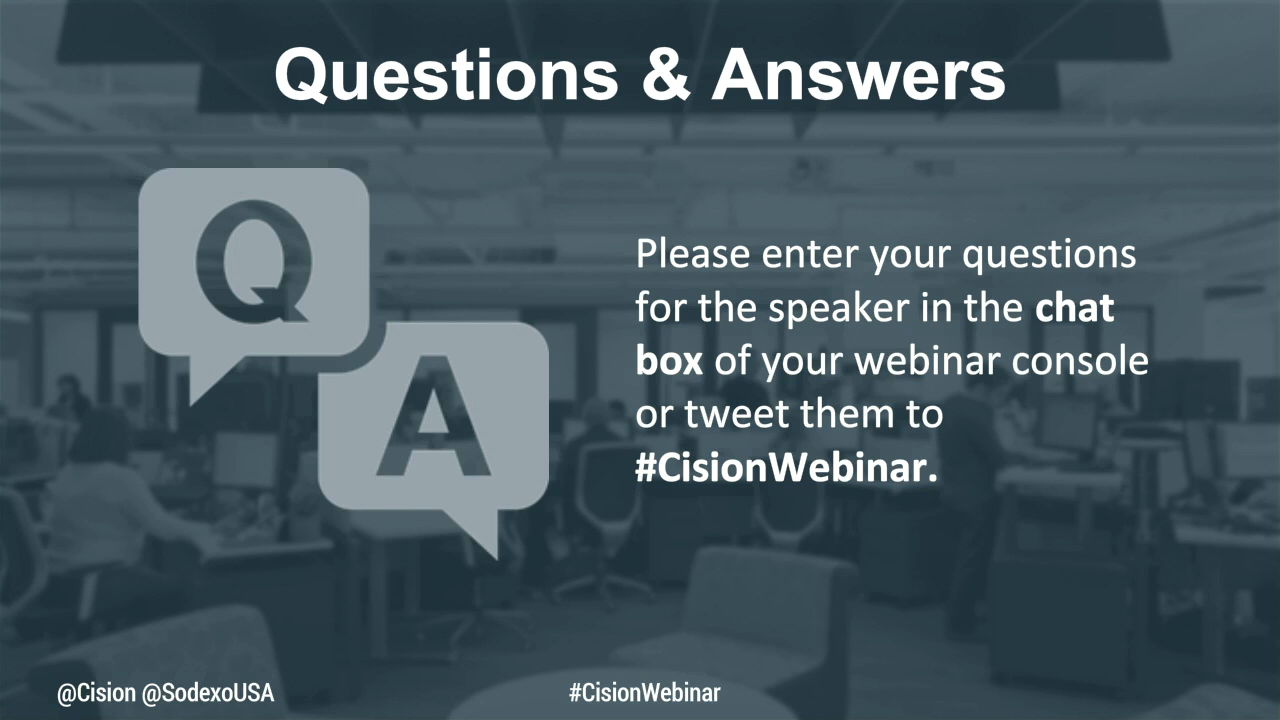 Questions & Answers
Q
A
Please enter your questions
for the speaker in the chat
box of your webinar console
or tweet them to
#CisionWebinar.
@Cision @SodexoUSA
#CisionWebinar